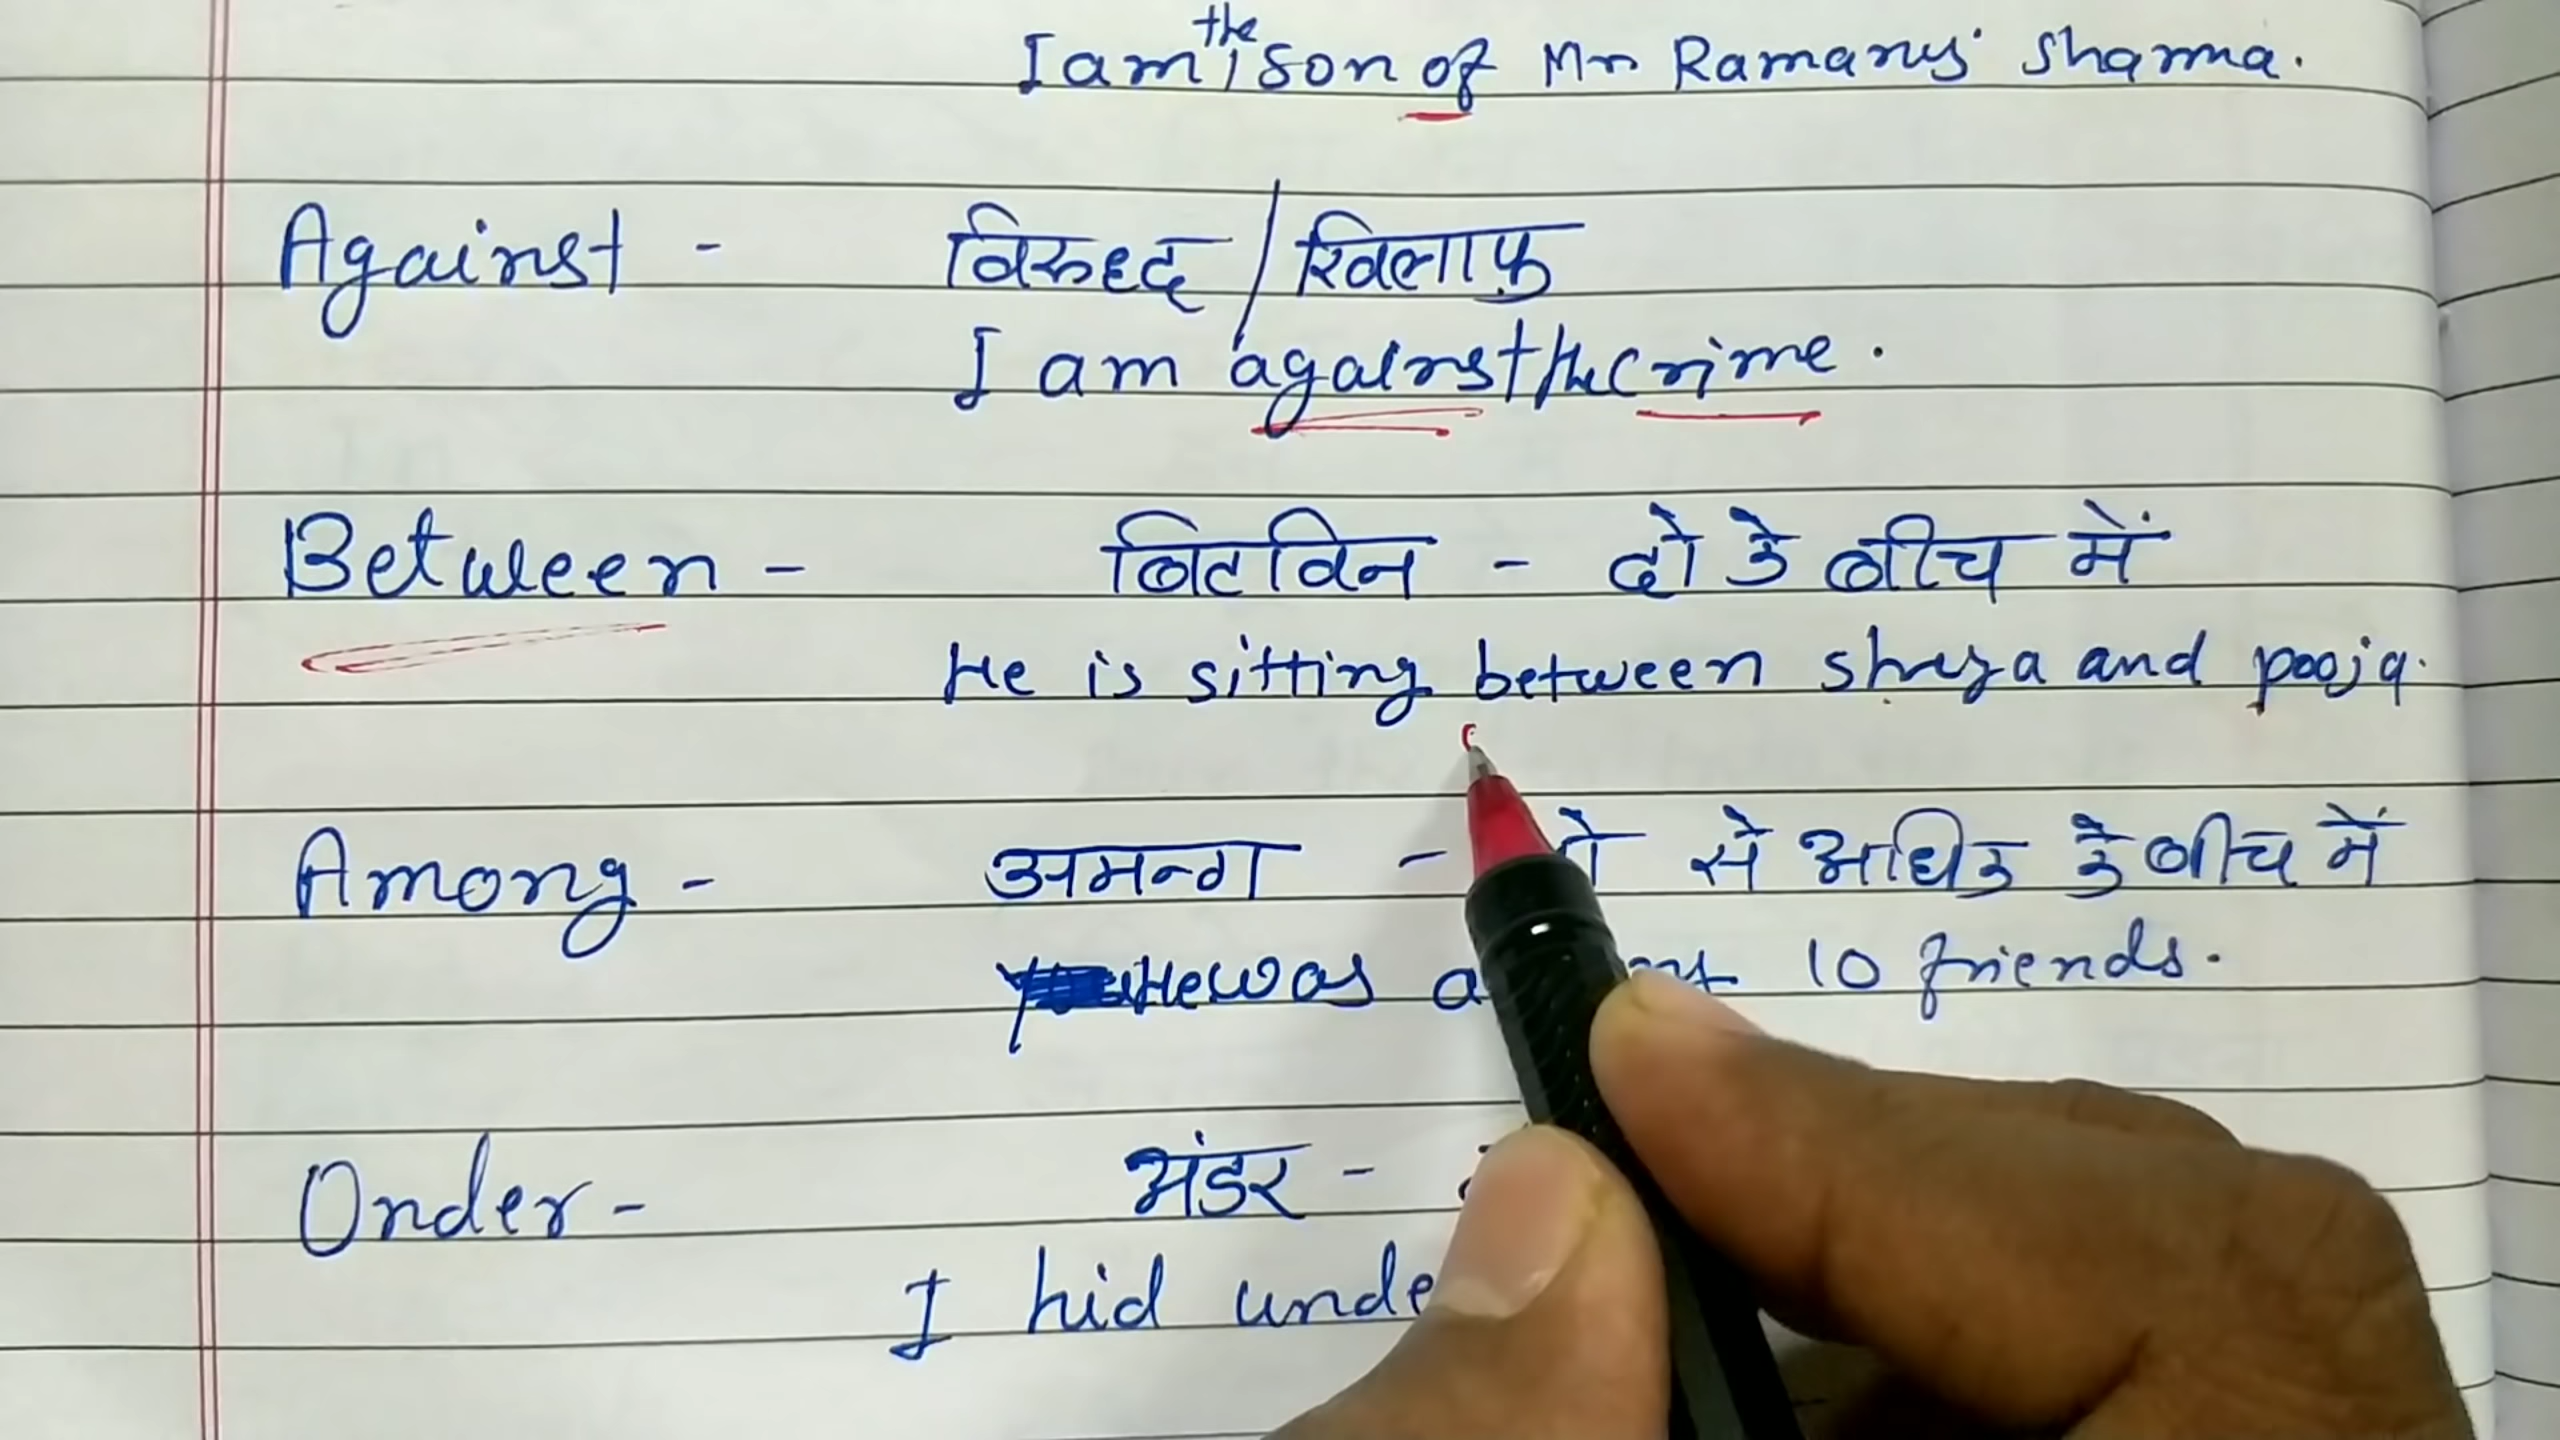 I am the son of Mr Ramanuj Sharma.
Against - विरुध्द / खिलाफ़
I am against the crime.
Between - बिटविन - दो के बीच में
He is sitting between shreya and pooja.
Among - अमन्ग - से अधिक के बीच में
He was 10 friends.
Under - अंडर -
I hid